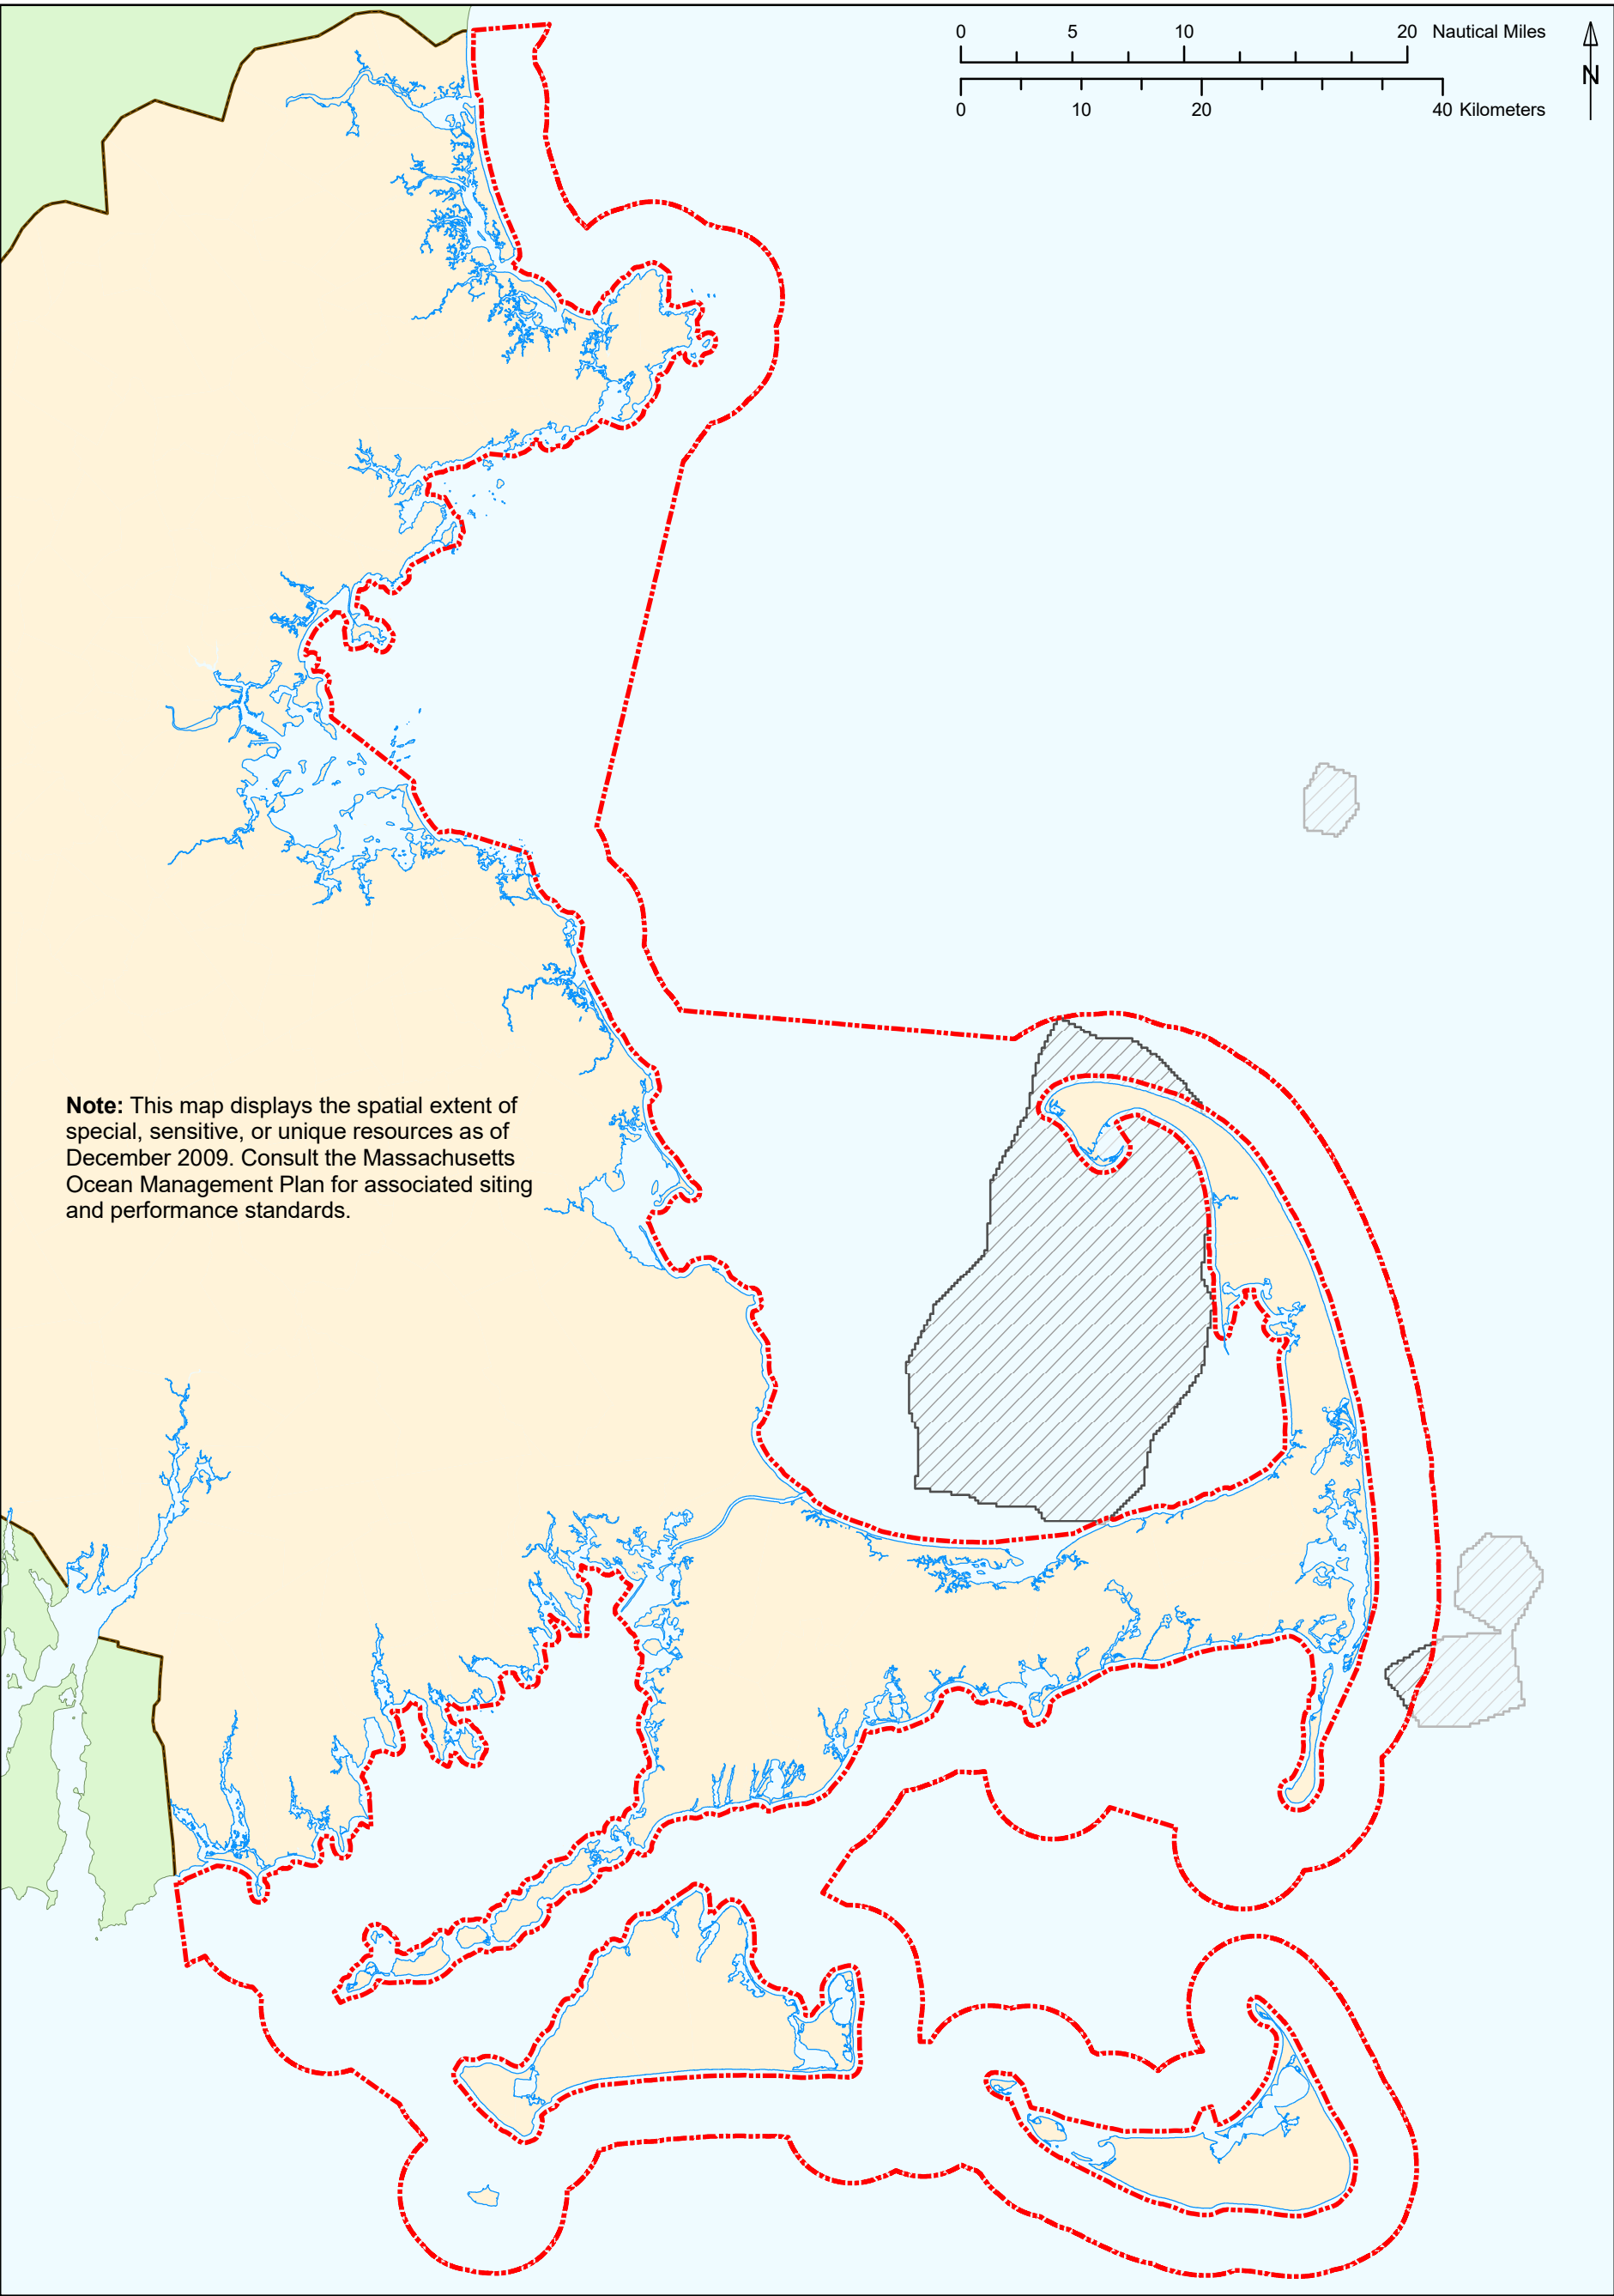 0 5 10 20 Nautical Miles
N
0 10 20 40 Kilometers
Note: This map displays the spatial extent of
special, sensitive, or unique resources as of
December 2009. Consult the Massachusetts
Ocean Management Plan for associated siting
and performance standards.